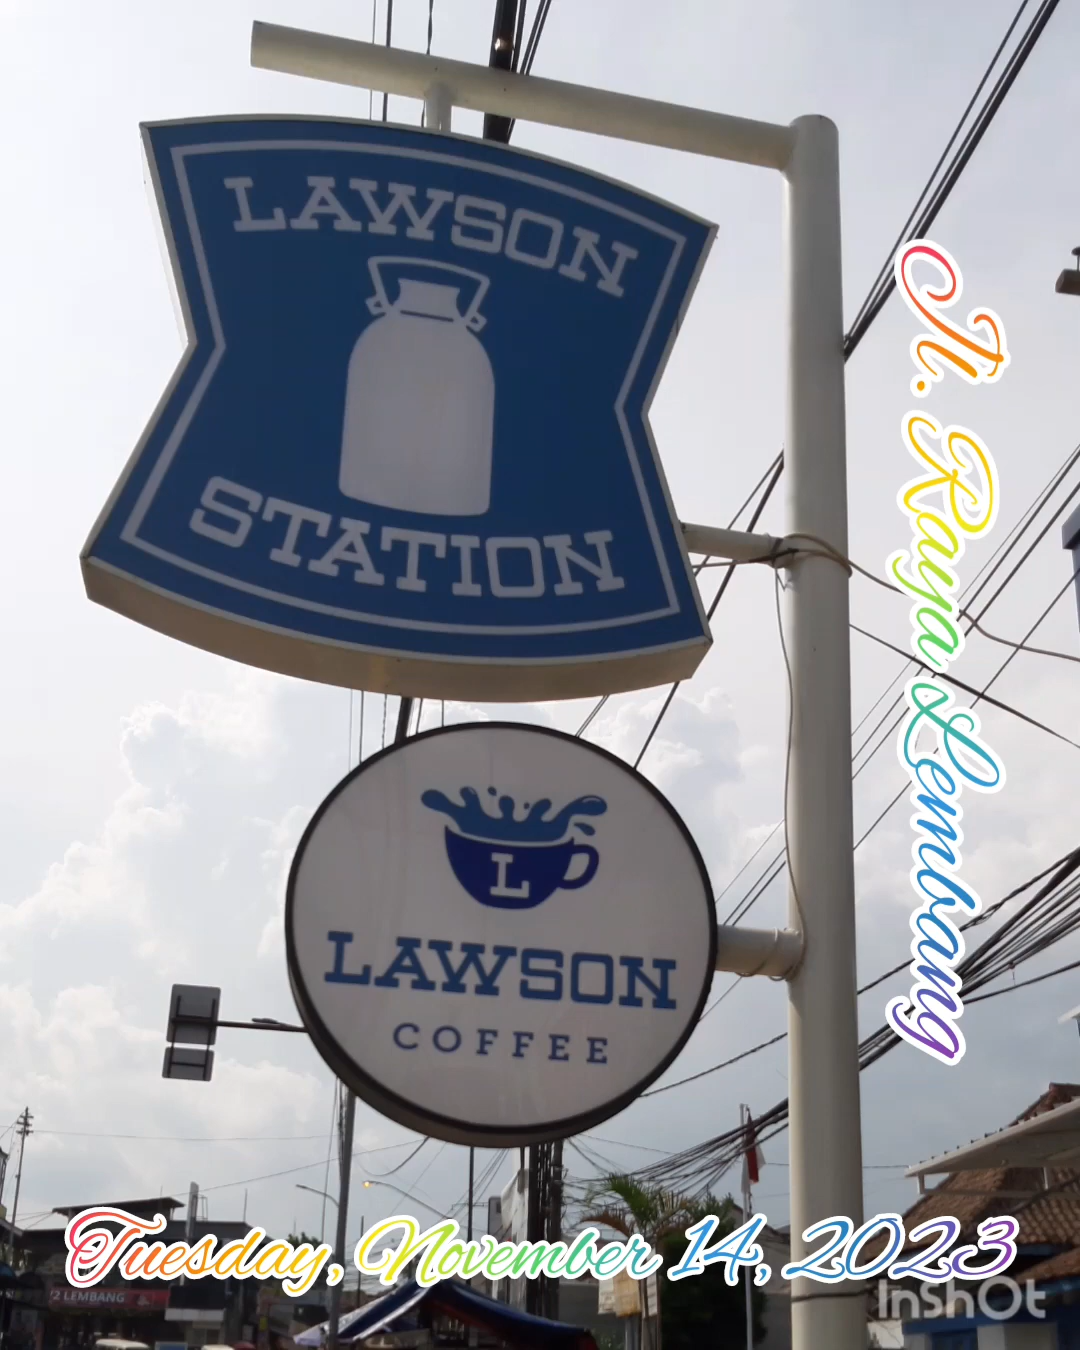 LAWSON
STATION
L
LAWSON
COFFEE
Jl. Raya Lembang
2 LEMBANG
Tuesday, November 14, 2023
InShOt